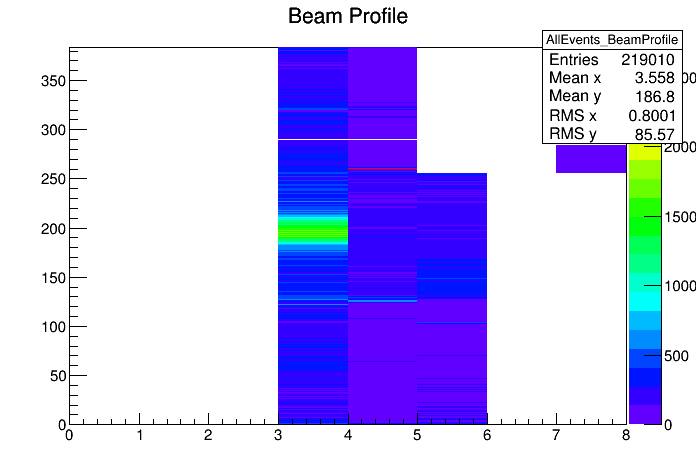 Beam Profile
AllEvents_BeamProfile
Entries 219010
Mean x 3.558
Mean y 186.8
RMS x 0.8001
RMS y 85.57
350
300
250
200
150
100
50
0
0 1 2 3 4 5 6 7 8
2000
1500
1000
500
0